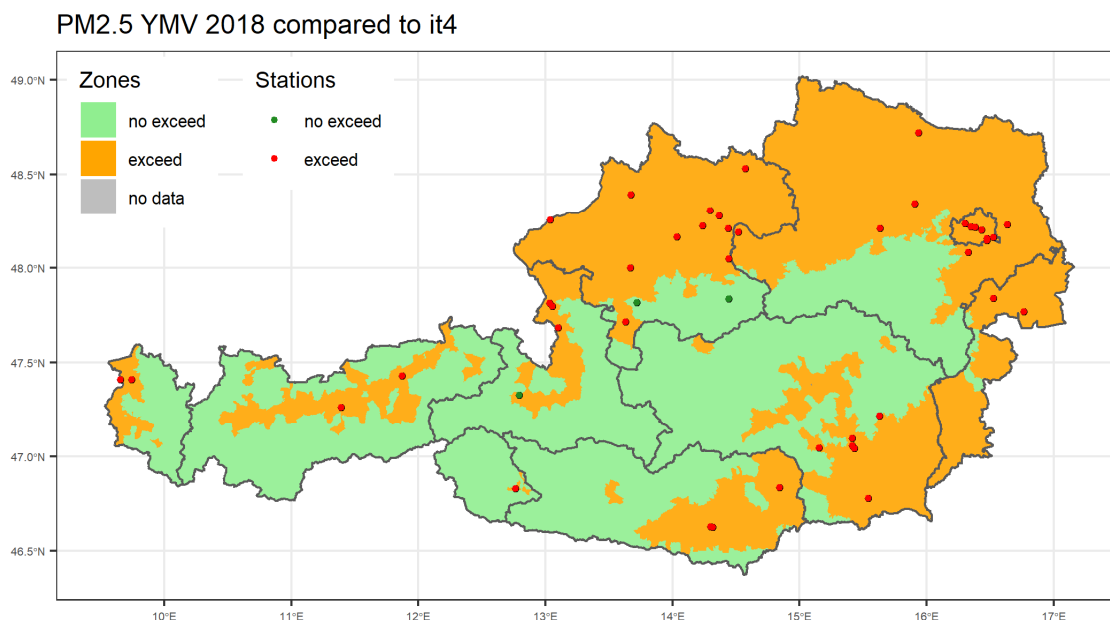 PM2.5 YMV 2018 compared to it4
Zones
no exceed
exceed
no data
Stations
no exceed
exceed
49.0°N
48.5°N
48.0°N
47.5°N
47.0°N
46.5°N
10°E 11°E 12°E 13°E 14°E 15°E 16°E 17°E